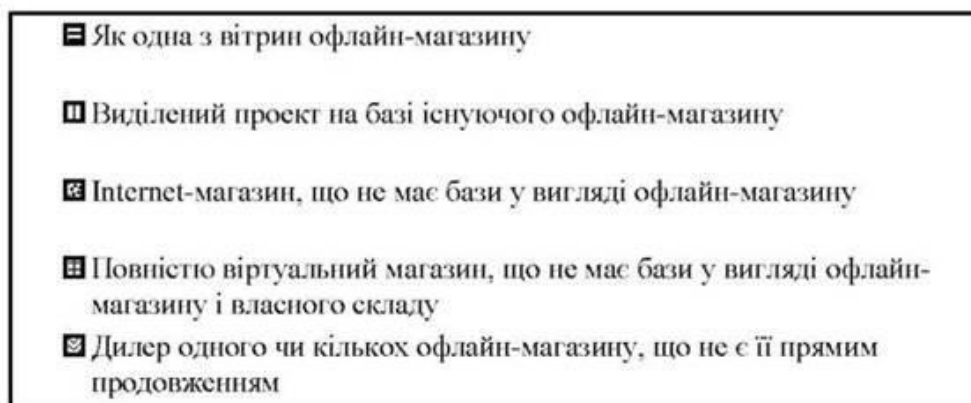 Як одна з вітрин офлайн-магазину
Виділений проект на базі існуючого офлайн-магазину
Internet-магазин, що не має бази у вигляді офлайн-магазину
Повністю віртуальний магазин, що не має бази у вигляді офлайн-
магазину і власного складу
Дилер одного чи кількох офлайн-магазину, що не є її прямим
продовженням